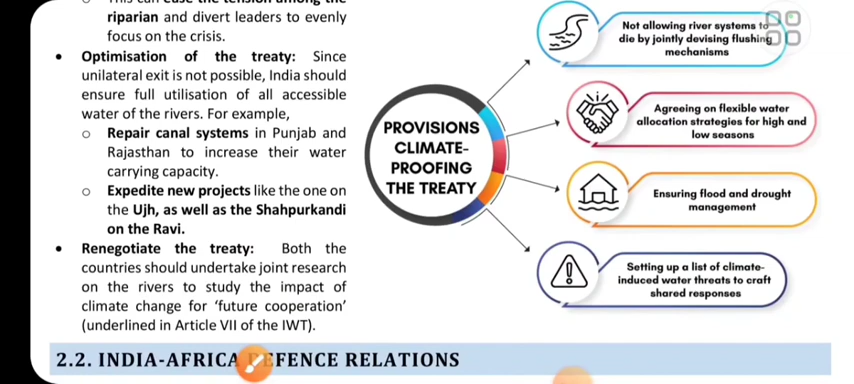 riparian and divert leaders to evenly
focus on the crisis.
• Optimisation of the treaty: Since
unilateral exit is not possible, India should
ensure full utilisation of all accessible
water of the rivers. For example,
o Repair canal systems in Punjab and
Rajasthan to increase their water
carrying capacity.
o Expedite new projects like the one on
the Ujh, as well as the Shahpurkandi
on the Ravi.
• Renegotiate the treaty: Both the
countries should undertake joint research
on the rivers to study the impact of
climate change for ‘future cooperation’
(underlined in Article VII of the IWT).
PROVISIONS
CLIMATE-
PROOFING
THE TREATY
Not allowing river systems to
die by jointly devising flushing
mechanisms
Agreeing on flexible water
allocation strategies for high and
low seasons
Ensuring flood and drought
management
Setting up a list of climate-
induced water threats to craft
shared responses
2.2. INDIA-AFRICA DEFENCE RELATIONS